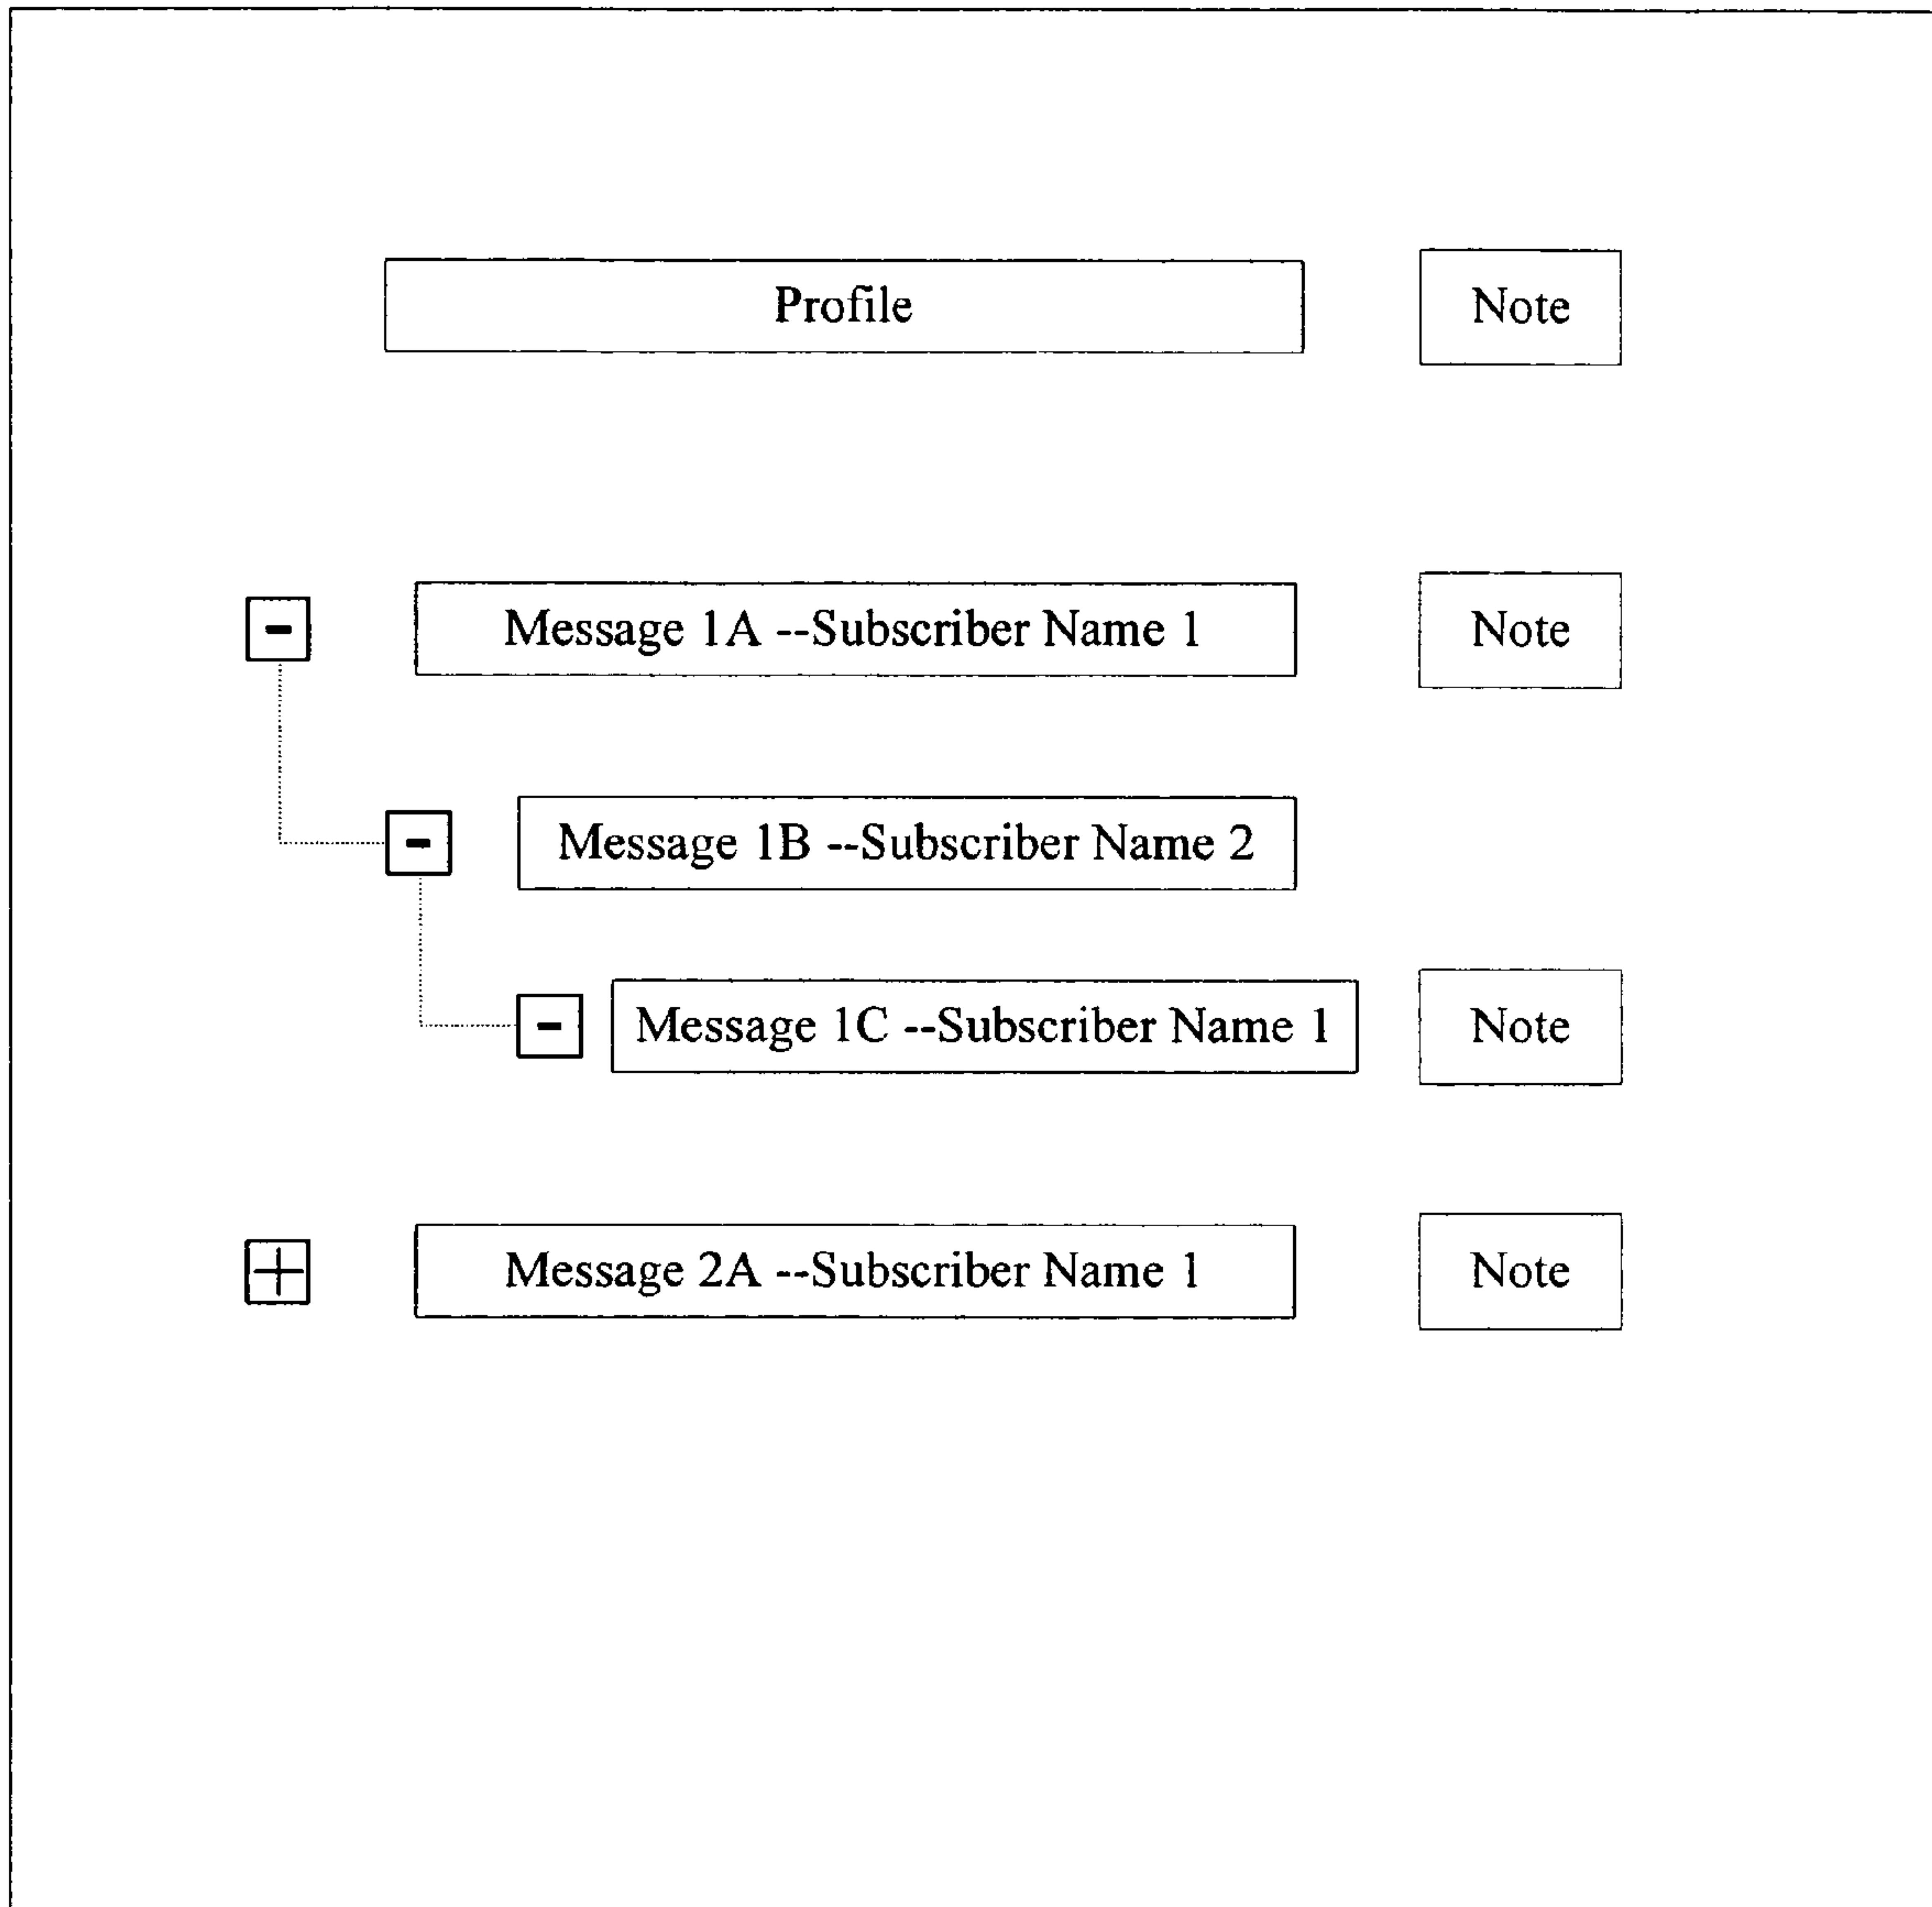 Profile Note
- Message 1A --Subscriber Name 1 Note
- Message 1B --Subscriber Name 2
- Message 1C --Subscriber Name 1 Note
+ Message 2A --Subscriber Name 1 Note